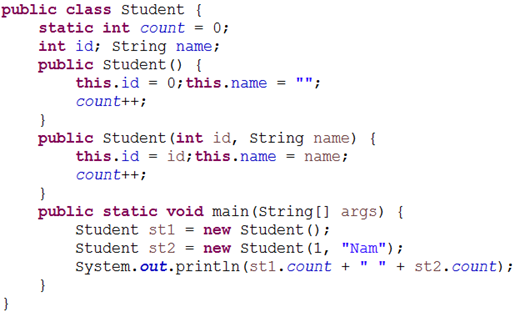 public class Student {
    static int count = 0;
    int id; String name;
    public Student() {
        this.id = 0;this.name = "";
        count++;
    }
    public Student(int id, String name) {
        this.id = id;this.name = name;
        count++;
    }
    public static void main(String[] args) {
        Student st1 = new Student();
        Student st2 = new Student(1, "Nam");
        System.out.println(st1.count + " " + st2.count);
    }
}